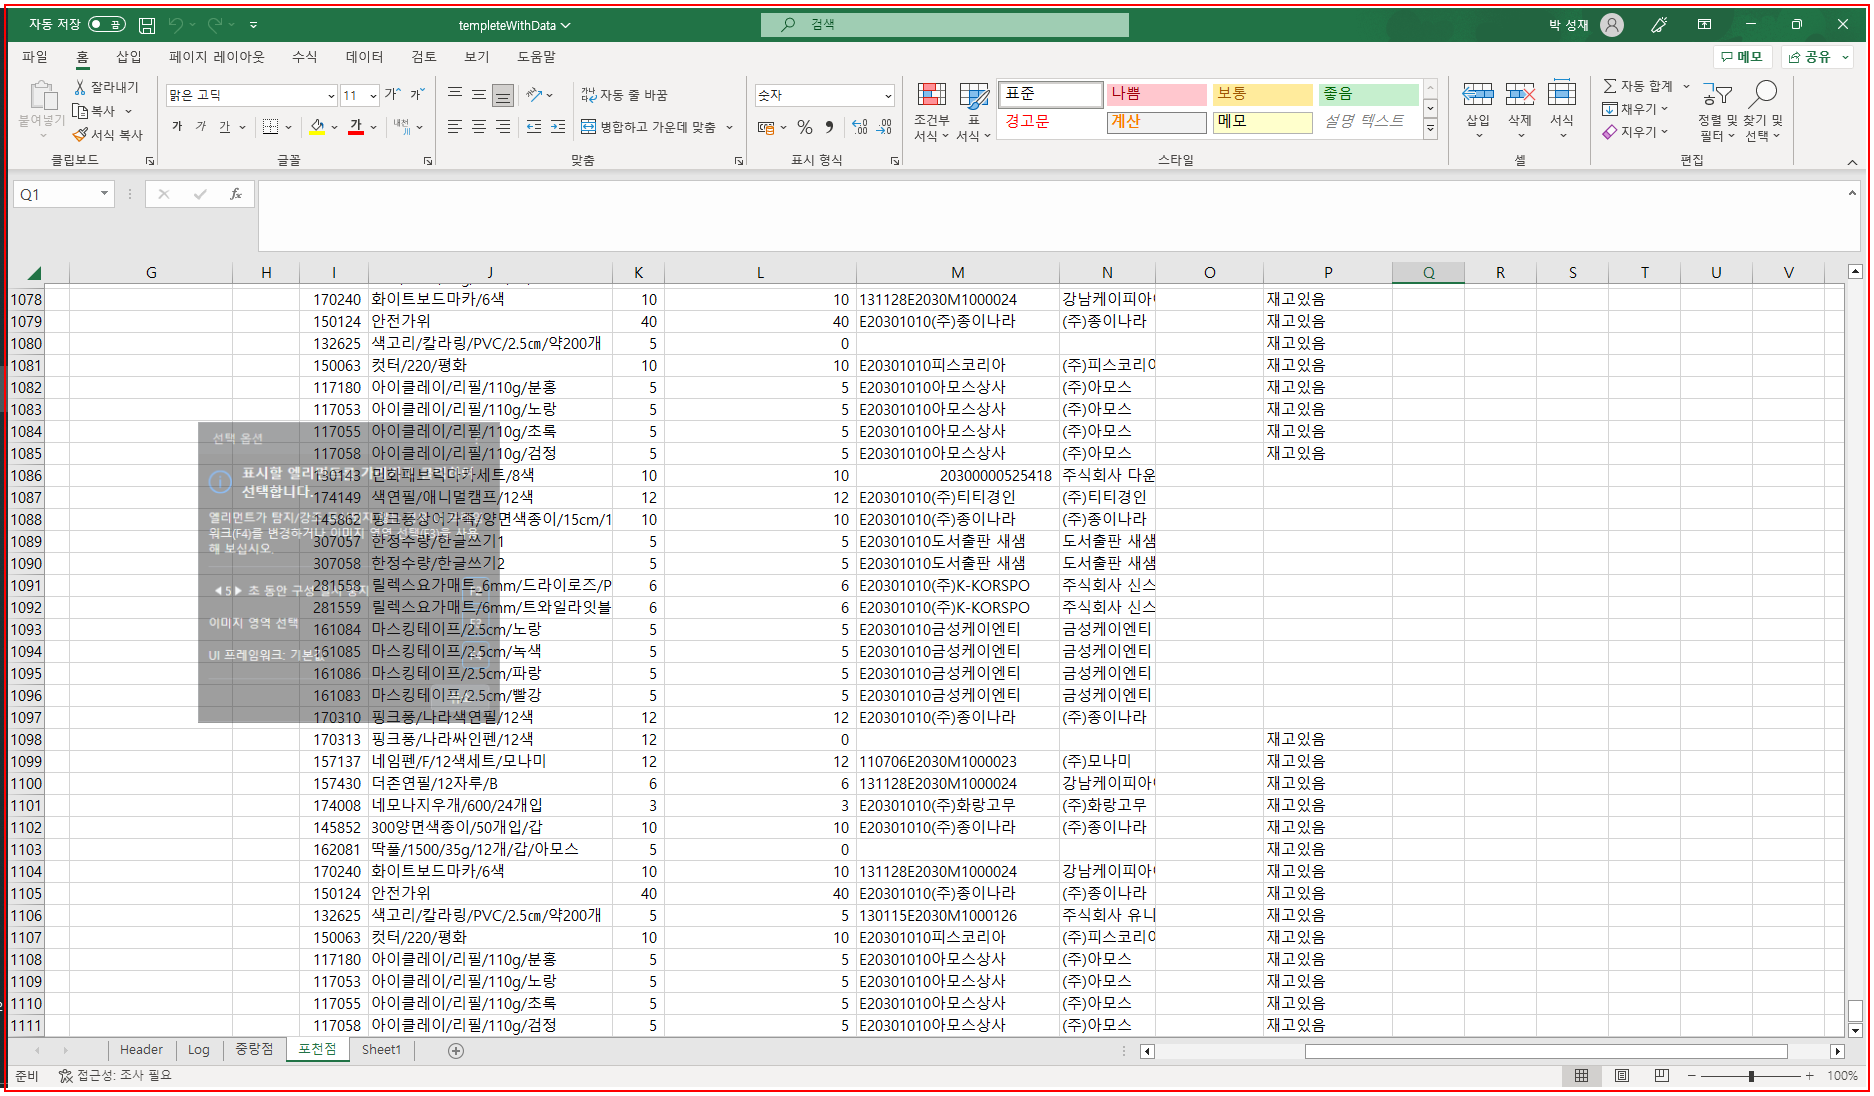 자동 저장 끔 templeteWithData 검색 박 성재
파일 홈 삽입 페이지 레이아웃 수식 데이터 검토 보기 도움말 메모 공유
붙여넣기 잘라내기 복사 서식 복사 클립보드
맑은 고딕 11 가 가 가 가 가 가 글꼴
자동 줄 바꿈 병합하고 가운데 맞춤 맞춤
숫자 % 표시 형식
조건부 서식 표 서식 표준 나쁨 보통 좋음
경고문 계산 메모 설명 텍스트 스타일
삽입 삭제 서식 셀
자동 합계 채우기 지우기 정렬 및 필터 찾기 및 선택 편집
Q1 fx
G H I J K L M N O P Q R S T U V
1078 170240 화이트보드마카/6색 10 10 131128E2030M1000024 강남케이피아 재고있음
1079 150124 안전가위 40 40 E20301010(주)종이나라 (주)종이나라 재고있음
1080 132625 색고리/칼라링/PVC/2.5㎝/약200개 5 0 재고있음
1081 150063 컷터/220/평화 10 10 E20301010피스코리아 (주)피스코리아 재고있음
1082 117180 아이클레이/리필/110g/분홍 5 5 E20301010아모스상사 (주)아모스 재고있음
1083 117053 아이클레이/리필/110g/노랑 5 5 E20301010아모스상사 (주)아모스 재고있음
1084 117055 아이클레이/리필/110g/초록 5 5 E20301010아모스상사 (주)아모스 재고있음
1085 117058 아이클레이/리필/110g/검정 5 5 E20301010아모스상사 (주)아모스 재고있음
1086 130143 세트/8색 10 10 20300000525418 주식회사 다운
1087 174149 색연필/애니멀캠프/12색 12 12 E20301010(주)티티경인 (주)티티경인
1088 145862 핑크퐁상어가족/양면색종이/15cm/1 10 10 E20301010(주)종이나라 (주)종이나라
1089 307057 한정수량/한글쓰기1 5 5 E20301010도서출판 새샘 도서출판 새샘
1090 307058 한정수량/한글쓰기2 5 5 E20301010도서출판 새샘 도서출판 새샘
1091 281558 릴렉스요가매트 6mm/드라이로즈/P 6 6 E20301010(주)K-KORSPO 주식회사 신스
1092 281559 릴렉스요가매트/6mm/트와일라잇블 6 6 E20301010(주)K-KORSPO 주식회사 신스
1093 161084 마스킹테이프/2.5cm/노랑 5 5 E20301010금성케이엔티 금성케이엔티
1094 161085 마스킹테이프/2.5cm/녹색 5 5 E20301010금성케이엔티 금성케이엔티
1095 161086 마스킹테이프/2.5cm/파랑 5 5 E20301010금성케이엔티 금성케이엔티
1096 161083 마스킹테이프/2.5cm/빨강 5 5 E20301010금성케이엔티 금성케이엔티
1097 170310 핑크퐁/나라색연필/12색 12 12 E20301010(주)종이나라 (주)종이나라
1098 170313 핑크퐁/나라싸인펜/12색 12 0 재고있음
1099 157137 네임펜/F/12색세트/모나미 12 12 110706E2030M1000023 (주)모나미 재고있음
1100 157430 더존연필/12자루/B 6 6 131128E2030M1000024 강남케이피아 재고있음
1101 174008 네모나지우개/600/24개입 3 3 E20301010(주)화랑고무 (주)화랑고무 재고있음
1102 145852 300양면색종이/50개입/갑 10 10 E20301010(주)종이나라 (주)종이나라 재고있음
1103 162081 딱풀/1500/35g/12개/갑/아모스 5 0 재고있음
1104 170240 화이트보드마카/6색 10 10 131128E2030M1000024 강남케이피아 재고있음
1105 150124 안전가위 40 40 E20301010(주)종이나라 (주)종이나라 재고있음
1106 132625 색고리/칼라링/PVC/2.5㎝/약200개 5 5 130115E2030M1000126 주식회사 유니 재고있음
1107 150063 컷터/220/평화 10 10 E20301010피스코리아 (주)피스코리아 재고있음
1108 117180 아이클레이/리필/110g/분홍 5 5 E20301010아모스상사 (주)아모스 재고있음
1109 117053 아이클레이/리필/110g/노랑 5 5 E20301010아모스상사 (주)아모스 재고있음
1110 117055 아이클레이/리필/110g/초록 5 5 E20301010아모스상사 (주)아모스 재고있음
1111 117058 아이클레이/리필/110g/검정 5 5 E20301010아모스상사 (주)아모스 재고있음
선택 옵션
표시할 엘리먼트를
선택합니다.
엘리먼트가 탐지/강조
워크(F4)를 변경하거나 이미지 영역 선택(F3)을 사용
해 보십시오.
5 초 동안 구성
이미지 영역 선택 F3
UI 프레임워크: 기본값 F4
Header Log 중랑점 포천점 Sheet1
준비 접근성: 조사 필요 100%